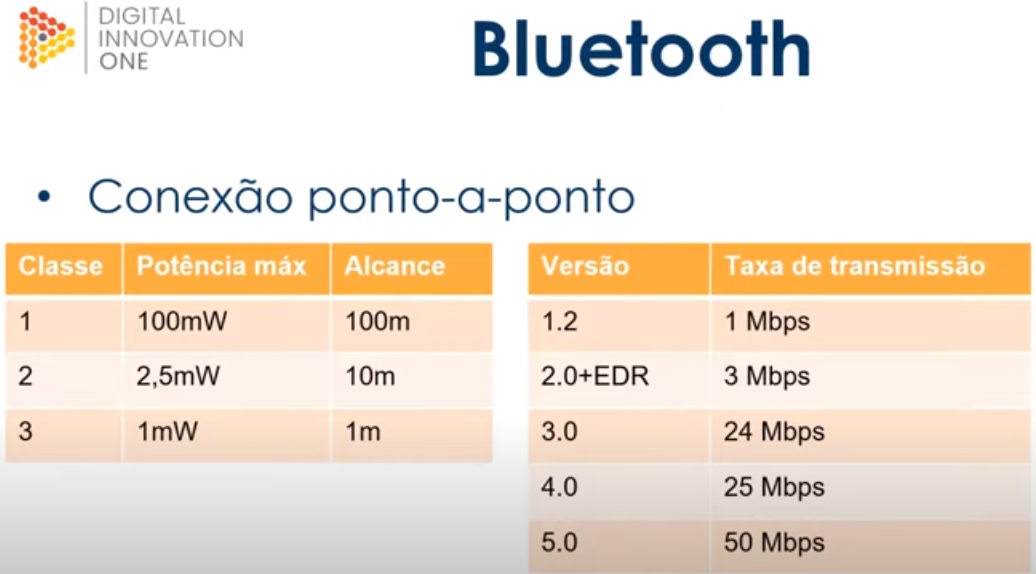 DIGITAL
INNOVATION
ONE
Bluetooth
• Conexão ponto-a-ponto
Classe Potência máx Alcance
1 100mW 100m
2 2,5mW 10m
3 1mW 1m
Versão Taxa de transmissão
1.2 1 Mbps
2.0+EDR 3 Mbps
3.0 24 Mbps
4.0 25 Mbps
5.0 50 Mbps